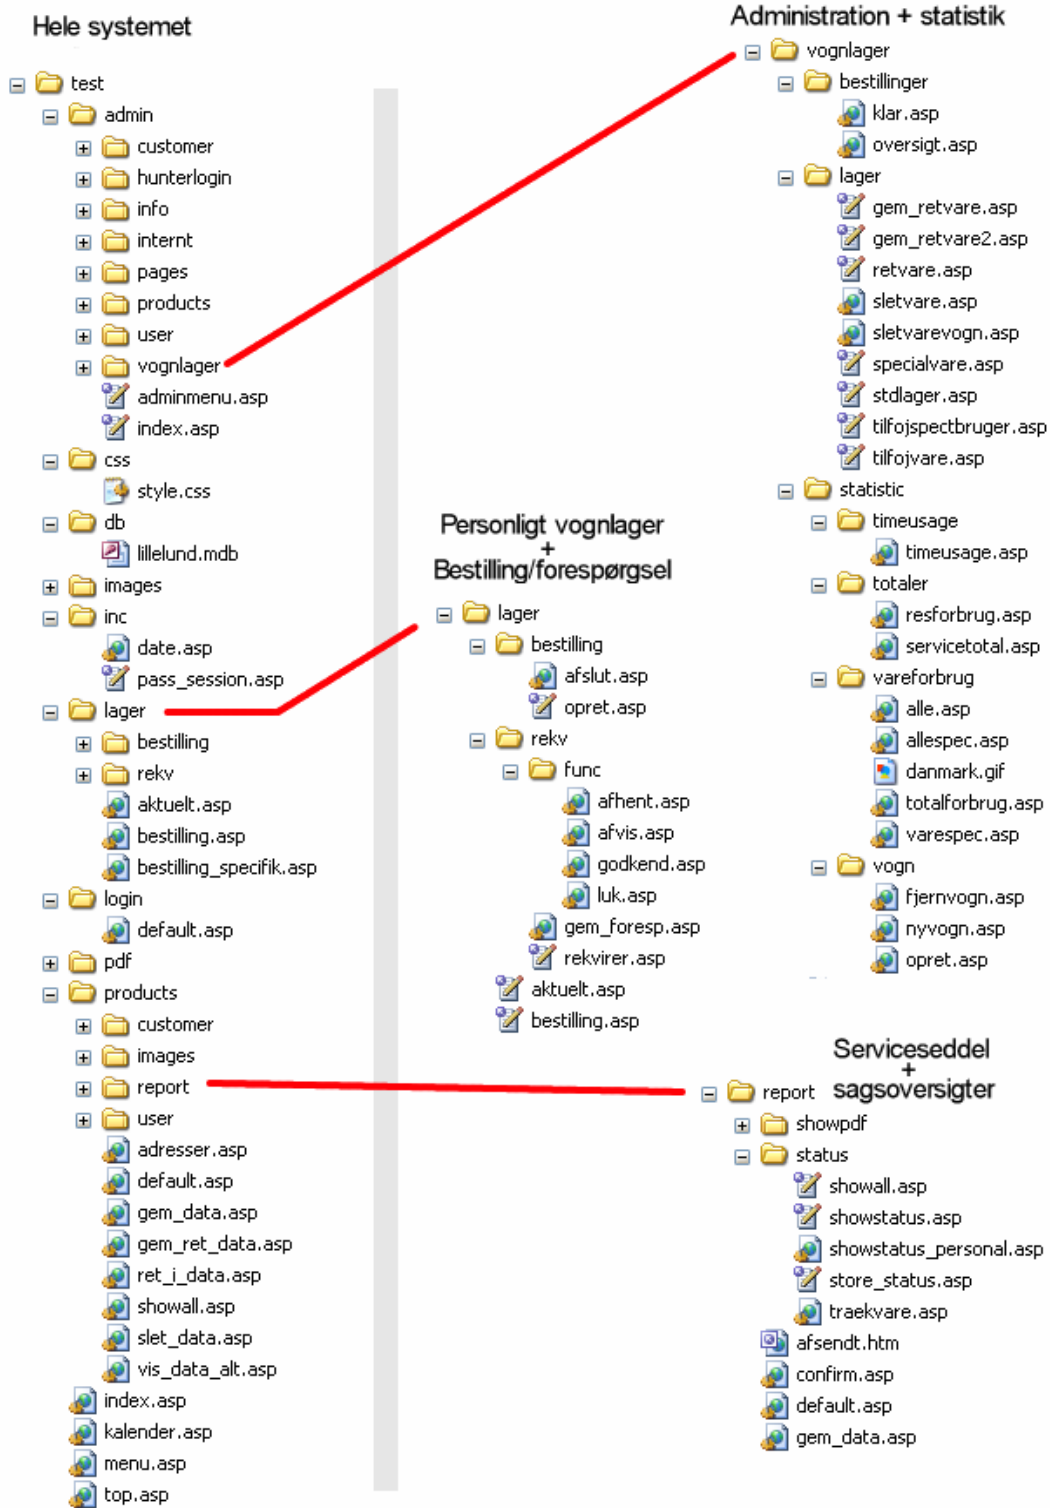 Hele systemet
test
admin
customer
hunterlogin
info
internt
pages
products
user
vognlager
adminmenu.asp
index.asp
css
style.css
db
lillelund.mdb
images
inc
date.asp
pass_session.asp
lager
bestilling
rekv
aktuelt.asp
bestilling.asp
bestilling_specifik.asp
login
default.asp
pdf
products
customer
images
report
user
adresser.asp
default.asp
gem_data.asp
gem_ret_data.asp
ret_i_data.asp
showall.asp
slet_data.asp
vis_data_alt.asp
index.asp
kalender.asp
menu.asp
top.asp
Personligt vognlager
+
Bestilling/forespørgsel
lager
bestilling
afslut.asp
opret.asp
rekv
func
afhent.asp
afvis.asp
godkend.asp
luk.asp
gem_foresp.asp
rekvirer.asp
aktuelt.asp
bestilling.asp
Administration + statistik
vognlager
bestillinger
klar.asp
oversigt.asp
lager
gem_retvare.asp
gem_retvare2.asp
retvare.asp
sletvare.asp
sletvarevogn.asp
specialvare.asp
stdlager.asp
tilfojspectbruger.asp
tilfojvare.asp
statistic
timeusage
timeusage.asp
totaler
resforbrug.asp
servicetotal.asp
vareforbrug
alle.asp
allespec.asp
danmark.gif
totalforbrug.asp
varespec.asp
vogn
fjernvogn.asp
nyvogn.asp
opret.asp
Serviceseddel
+
sagsoversigter
report
showpdf
status
showall.asp
showstatus.asp
showstatus_personal.asp
store_status.asp
traekvare.asp
afsendt.htm
confirm.asp
default.asp
gem_data.asp